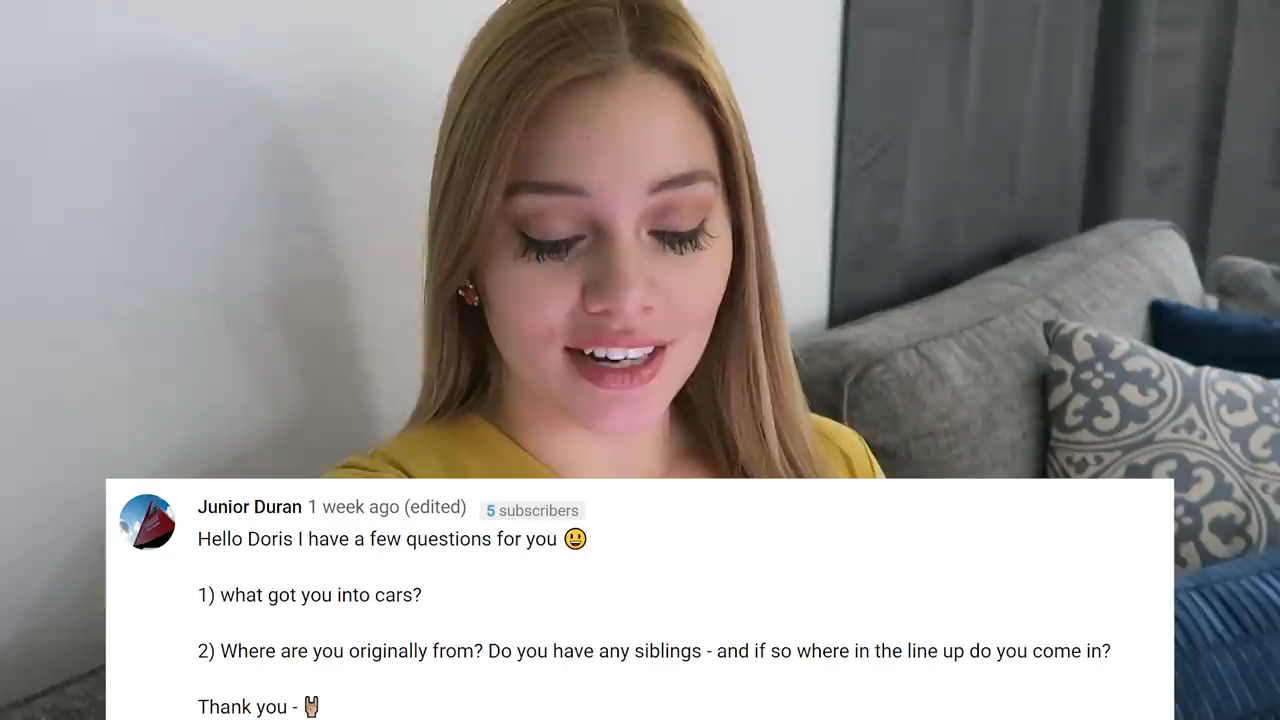 Junior Duran 1 week ago (edited) 5 subscribers
Hello Doris I have a few questions for you 😃
1) what got you into cars?
2) Where are you originally from? Do you have any siblings - and if so where in the line up do you come in?
Thank you - 🤘🏼